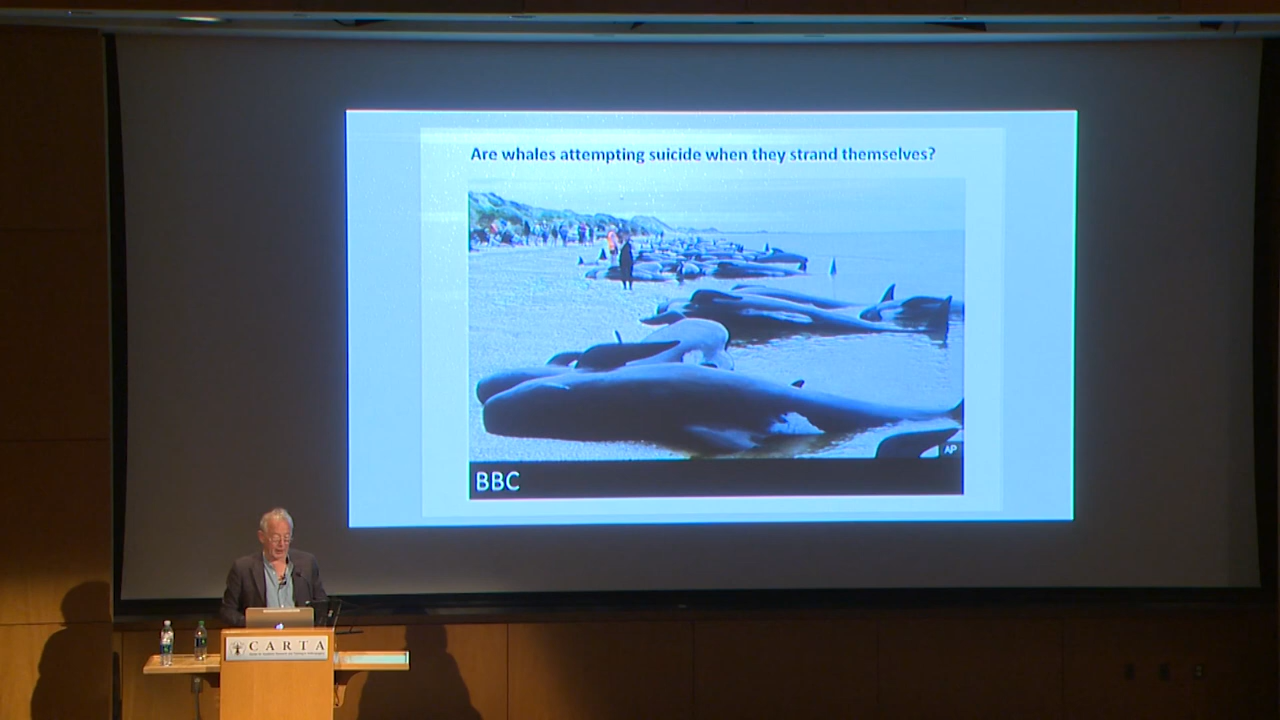 Are whales attempting suicide when they strand themselves?
AP
BBC
CARTA